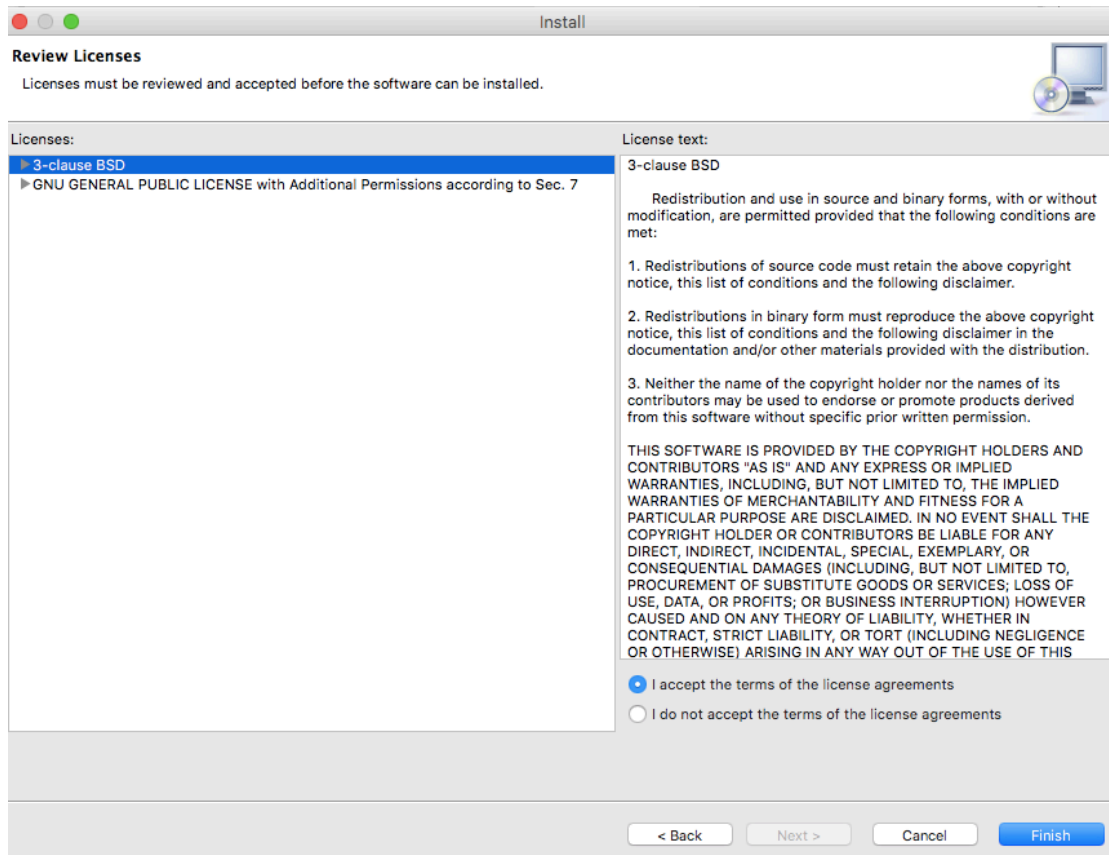 Install
Review Licenses
Licenses must be reviewed and accepted before the software can be installed.
Licenses:
3-clause BSD
GNU GENERAL PUBLIC LICENSE with Additional Permissions according to Sec. 7
License text:
3-clause BSD
Redistribution and use in source and binary forms, with or without
modification, are permitted provided that the following conditions are
met:
1. Redistributions of source code must retain the above copyright
notice, this list of conditions and the following disclaimer.
2. Redistributions in binary form must reproduce the above copyright
notice, this list of conditions and the following disclaimer in the
documentation and/or other materials provided with the distribution.
3. Neither the name of the copyright holder nor the names of its
contributors may be used to endorse or promote products derived
from this software without specific prior written permission.
THIS SOFTWARE IS PROVIDED BY THE COPYRIGHT HOLDERS AND
CONTRIBUTORS "AS IS" AND ANY EXPRESS OR IMPLIED
WARRANTIES, INCLUDING, BUT NOT LIMITED TO, THE IMPLIED
WARRANTIES OF MERCHANTABILITY AND FITNESS FOR A
PARTICULAR PURPOSE ARE DISCLAIMED. IN NO EVENT SHALL THE
COPYRIGHT HOLDER OR CONTRIBUTORS BE LIABLE FOR ANY
DIRECT, INDIRECT, INCIDENTAL, SPECIAL, EXEMPLARY, OR
CONSEQUENTIAL DAMAGES (INCLUDING, BUT NOT LIMITED TO,
PROCUREMENT OF SUBSTITUTE GOODS OR SERVICES; LOSS OF
USE, DATA, OR PROFITS; OR BUSINESS INTERRUPTION) HOWEVER
CAUSED AND ON ANY THEORY OF LIABILITY, WHETHER IN
CONTRACT, STRICT LIABILITY, OR TORT (INCLUDING NEGLIGENCE
OR OTHERWISE) ARISING IN ANY WAY OUT OF THE USE OF THIS
I accept the terms of the license agreements
I do not accept the terms of the license agreements
< Back
Next >
Cancel
Finish